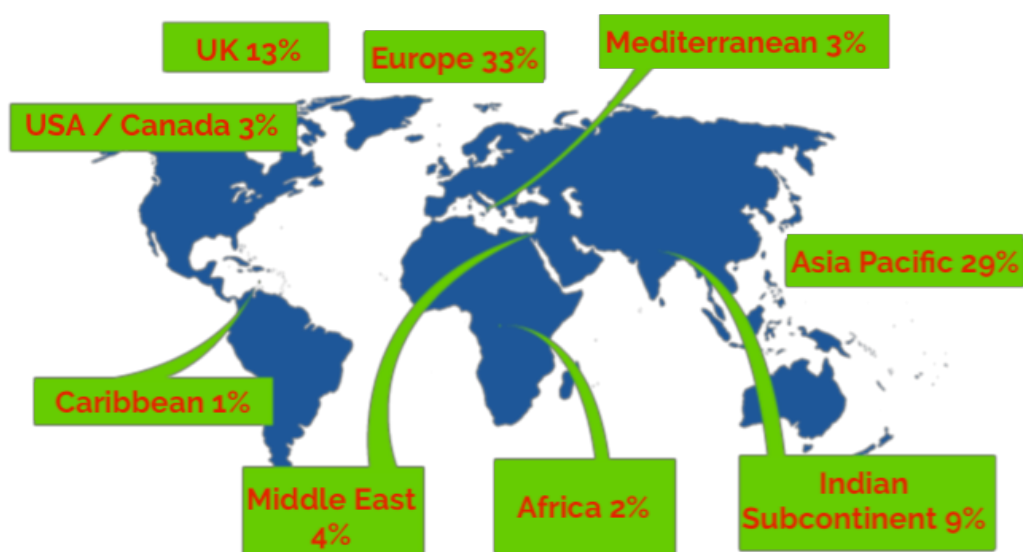 UK 13%
Europe 33%
Mediterranean 3%
USA / Canada 3%
Asia Pacific 29%
Caribbean 1%
Middle East
4%
Africa 2%
Indian
Subcontinent 9%